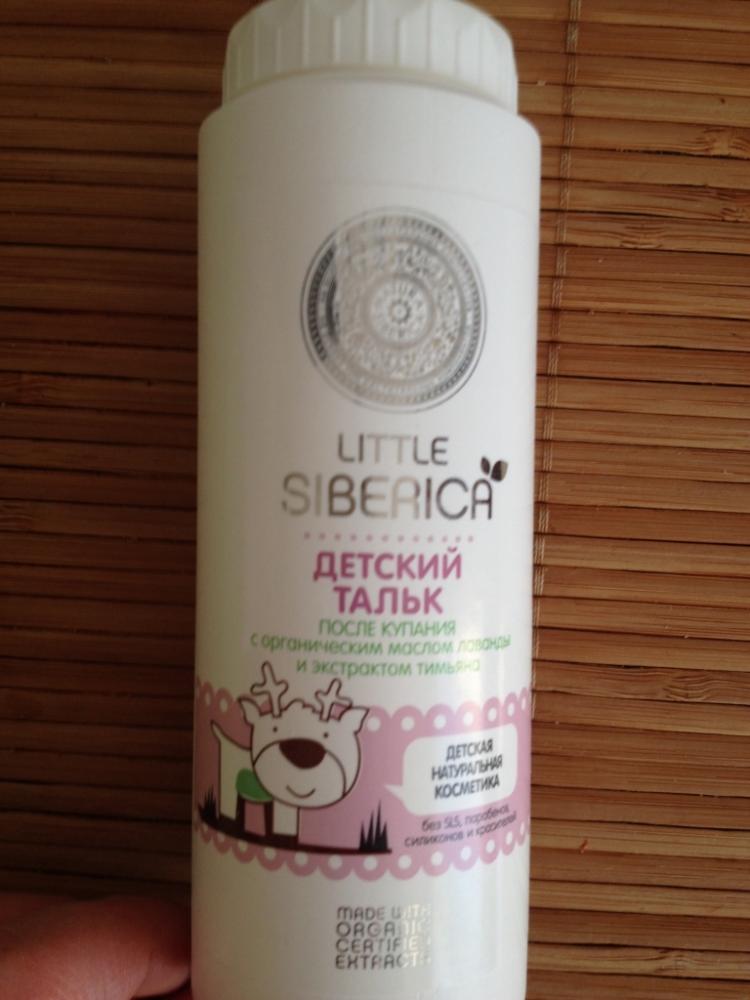 LITTLE
SIBERICA
ДЕТСКИЙ
ТАЛЬК
ПОСЛЕ КУПАНИЯ
с органическим маслом лаванды
и экстрактом тимьяна
ДЕТСКАЯ
НАТУРАЛЬНАЯ
КОСМЕТИКА
без SLS, парабенов,
силиконов и красителей
MADE WITH
ORGANIC
CERTIFIED
EXTRACTS